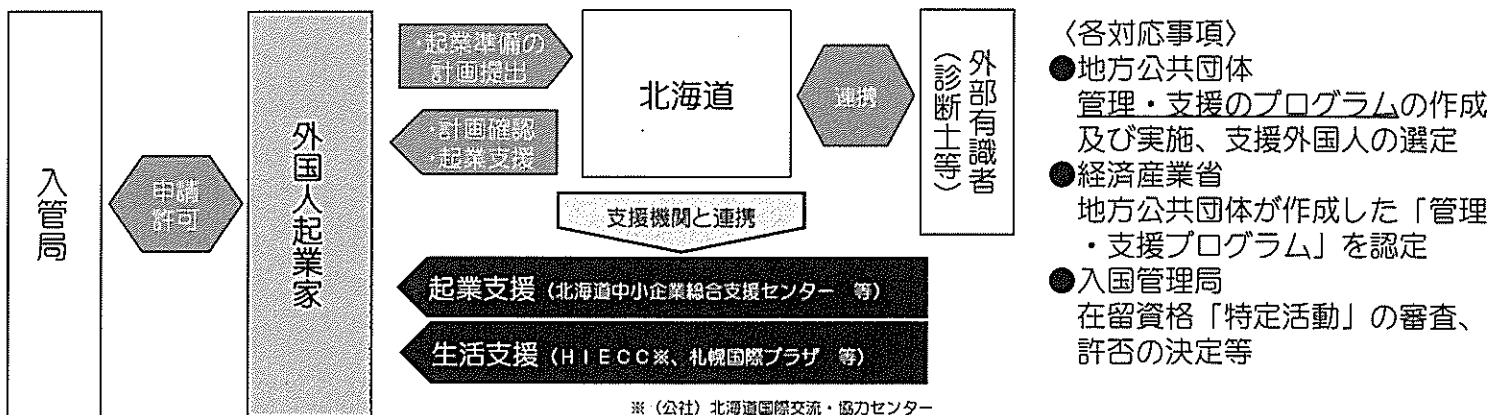 入管局
申請
許可
外国人起業家
・起業準備の
計画提出
・計画確認
・起業支援
北海道
連携
外部有識者
(診断士等)
支援機関と連携
起業支援(北海道中小企業総合支援センター 等)
生活支援(HIECC※、札幌国際プラザ 等)
※(公社)北海道国際交流・協力センター
〈各対応事項〉
●地方公共団体
管理・支援のプログラムの作成
及び実施、支援外国人の選定
●経済産業省
地方公共団体が作成した「管理
・支援プログラム」を認定
●入国管理局
在留資格「特定活動」の審査、
許否の決定等